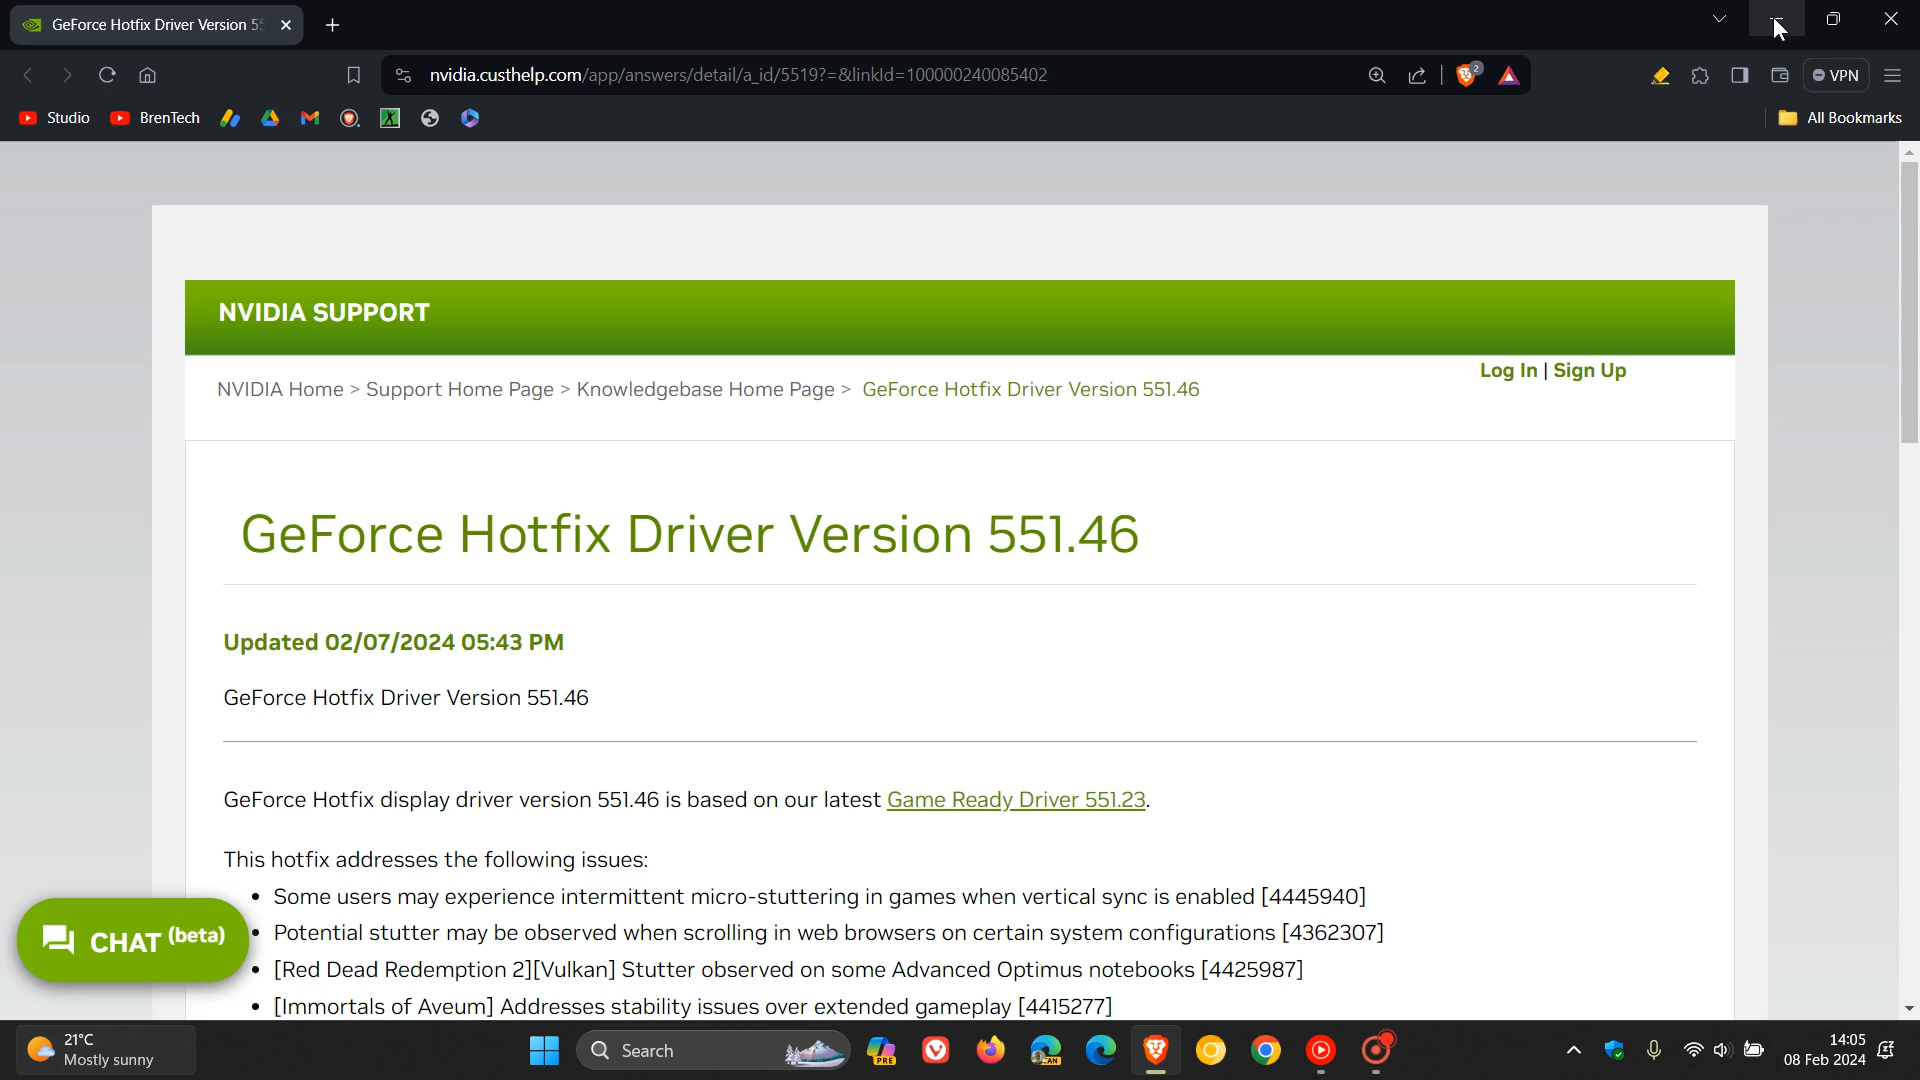 GeForce Hotfix Driver Version 55
nvidia.custhelp.com/app/answers/detail/a_id/5519?=&linkId=100000240085402
2
VPN
Studio
BrenTech
All Bookmarks
NVIDIA SUPPORT
Log In | Sign Up
NVIDIA Home > Support Home Page > Knowledgebase Home Page > GeForce Hotfix Driver Version 551.46
GeForce Hotfix Driver Version 551.46
Updated 02/07/2024 05:43 PM
GeForce Hotfix Driver Version 551.46
GeForce Hotfix display driver version 551.46 is based on our latest Game Ready Driver 551.23.
This hotfix addresses the following issues:
• Some users may experience intermittent micro-stuttering in games when vertical sync is enabled [4445940]
• Potential stutter may be observed when scrolling in web browsers on certain system configurations [4362307]
• [Red Dead Redemption 2][Vulkan] Stutter observed on some Advanced Optimus notebooks [4425987]
• [Immortals of Aveum] Addresses stability issues over extended gameplay [4415277]
CHAT (beta)
21°C
Mostly sunny
Search
PRE
CAN
14:05
08 Feb 2024